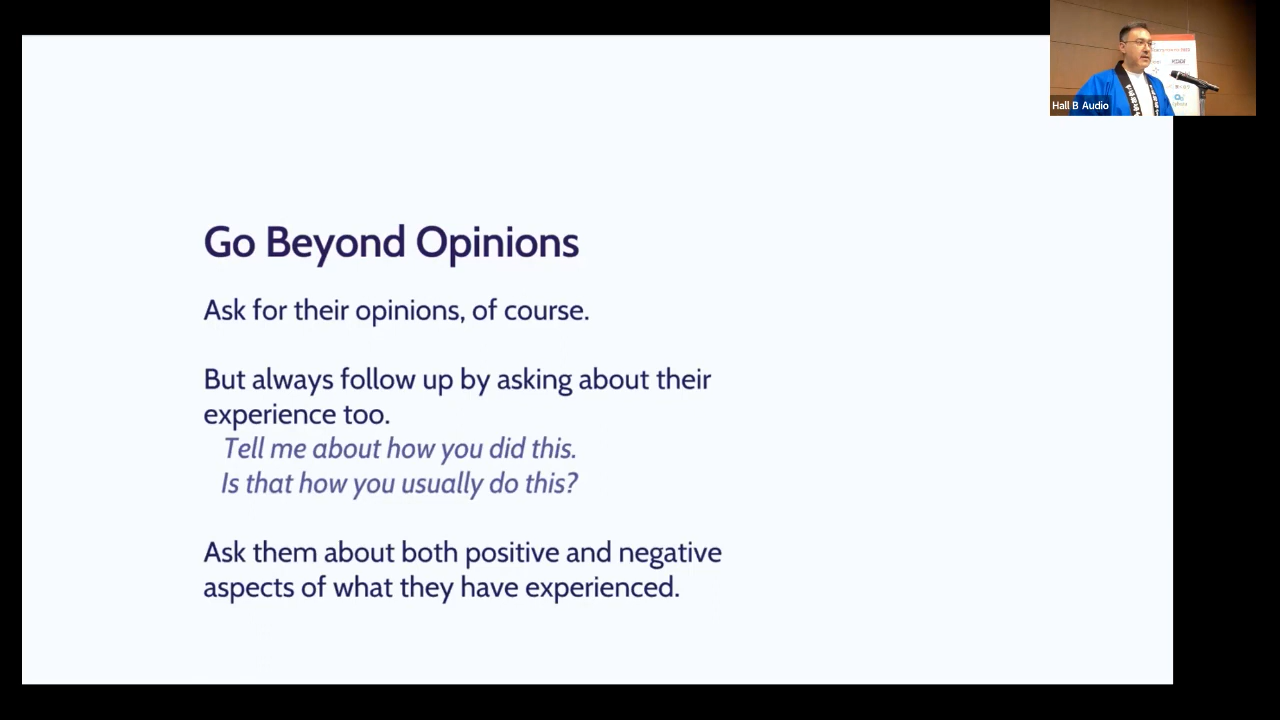 Go Beyond Opinions
Ask for their opinions, of course.
But always follow up by asking about their
experience too.
Tell me about how you did this.
Is that how you usually do this?
Ask them about both positive and negative
aspects of what they have experienced.
Hall B Audio